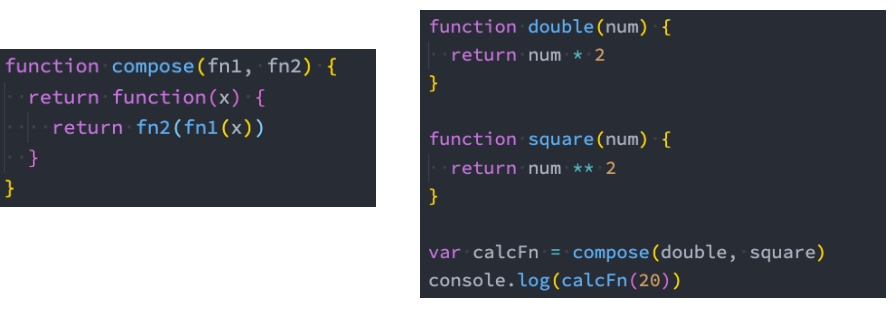 function compose(fn1, fn2) {
  return function(x) {
    return fn2(fn1(x))
  }
}
function double(num) {
  return num * 2
}

function square(num) {
  return num ** 2
}

var calcFn = compose(double, square)
console.log(calcFn(20))